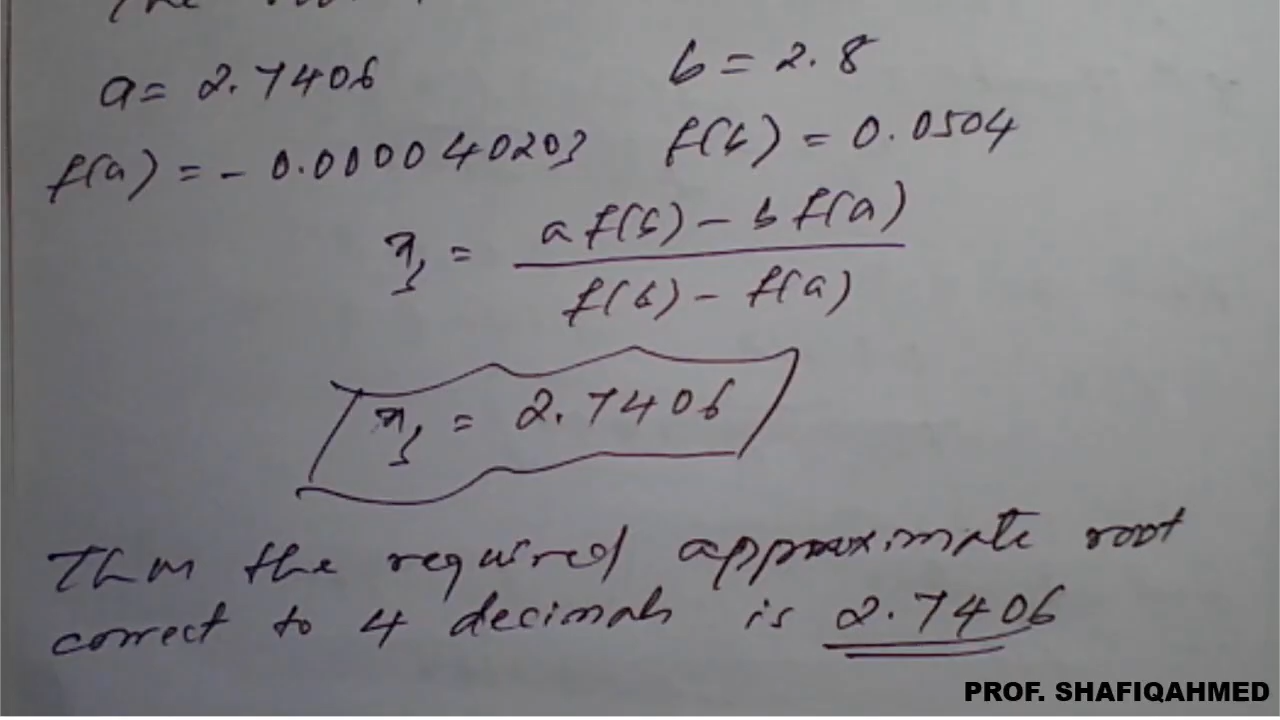 The
a = 2.7406 b = 2.8
f(a) = - 0.000040203 f(b) = 0.0504
x₃ = a f(b) - b f(a) / f(b) - f(a)
x₃ = 2.7406
Thus the required approximate root
correct to 4 decimals is 2.7406
PROF. SHAFIQAHMED